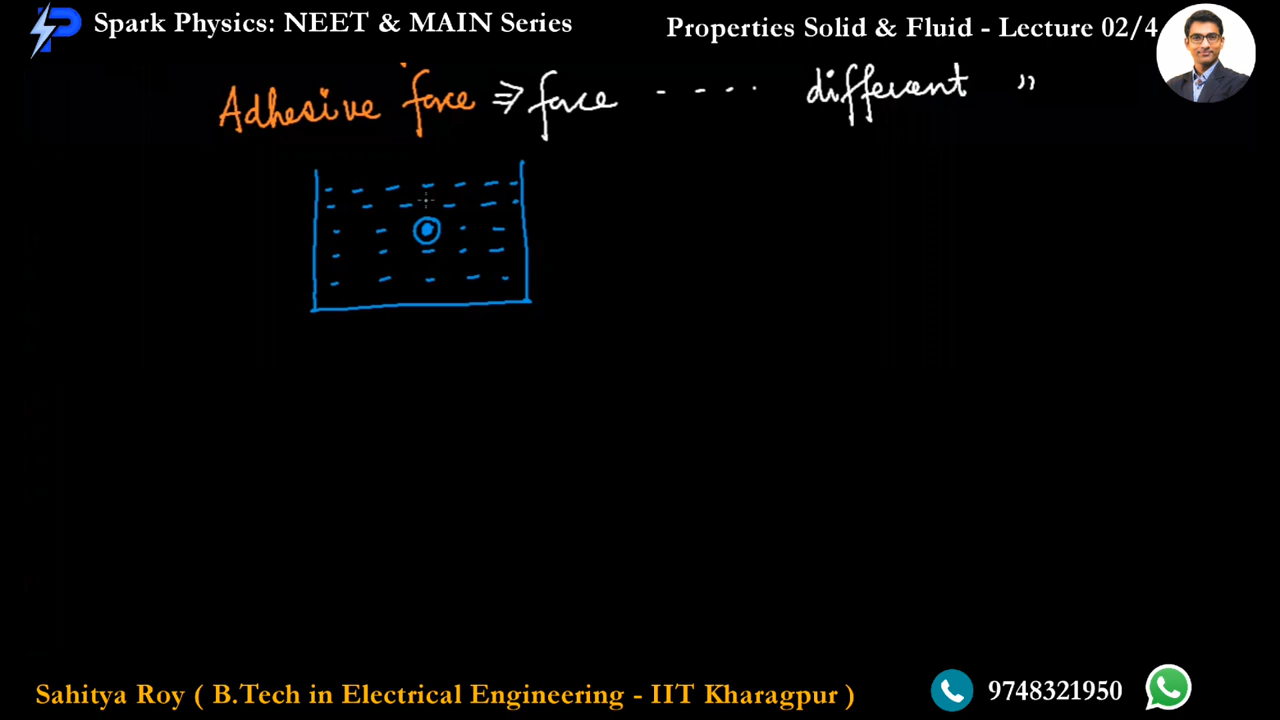 Spark Physics: NEET & MAIN Series
Properties Solid & Fluid - Lecture 02/4
Adhesive force ⇒ force - - - - different "
Sahitya Roy ( B.Tech in Electrical Engineering - IIT Kharagpur )
9748321950